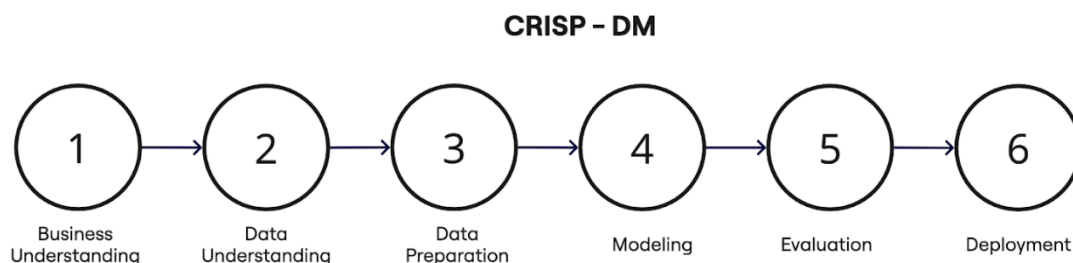 CRISP – DM
1
2
3
4
5
6
Business
Understanding
Data
Understanding
Data
Preparation
Modeling
Evaluation
Deployment